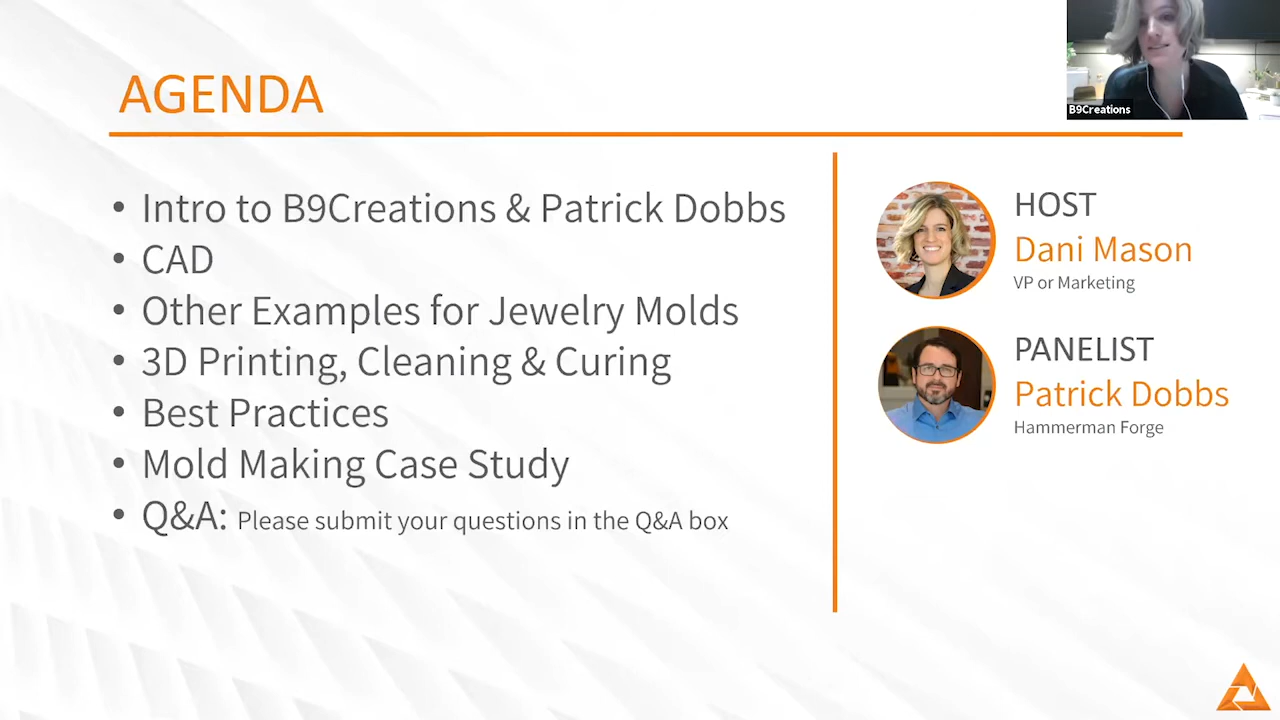 AGENDA
B9Creations
• Intro to B9Creations & Patrick Dobbs
• CAD
• Other Examples for Jewelry Molds
• 3D Printing, Cleaning & Curing
• Best Practices
• Mold Making Case Study
• Q&A: Please submit your questions in the Q&A box
HOST
Dani Mason
VP or Marketing
PANELIST
Patrick Dobbs
Hammerman Forge